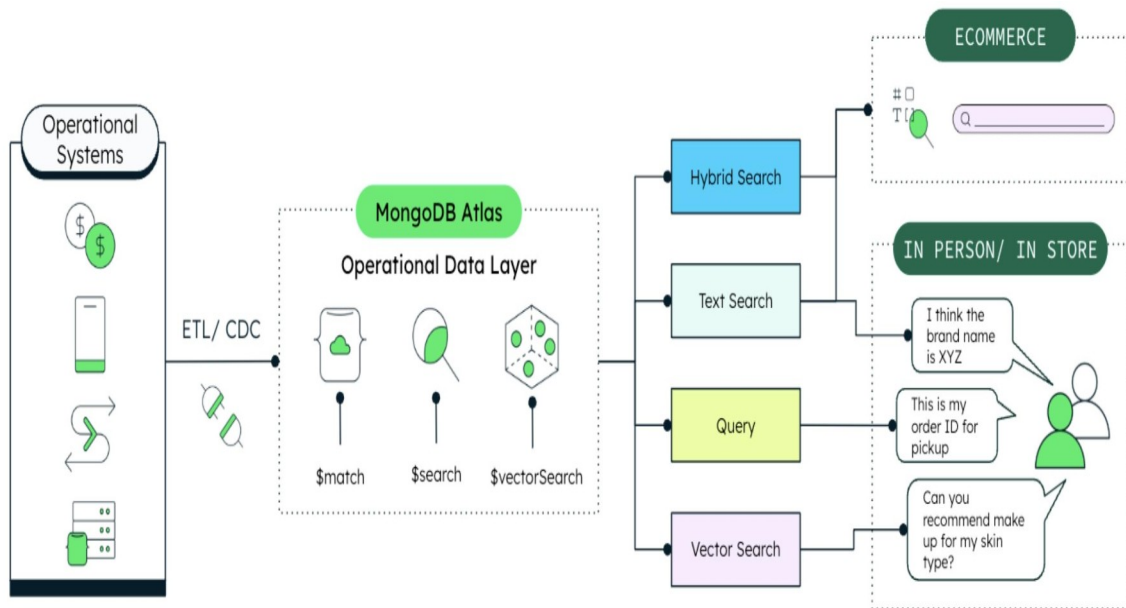 Operational
Systems
ETL/ CDC
MongoDB Atlas
Operational Data Layer
$match
$search
$vectorSearch
Hybrid Search
Text Search
Query
Vector Search
ECOMMERCE
IN PERSON/ IN STORE
I think the
brand name
is XYZ
This is my
order ID for
pickup
Can you
recommend make
up for my skin
type?